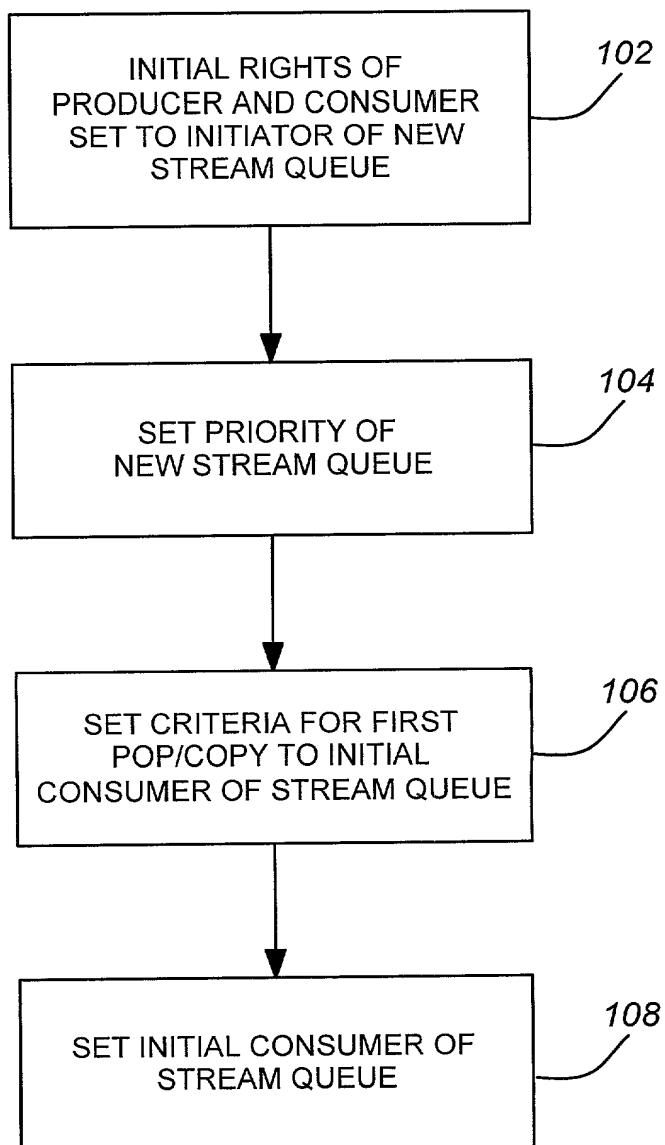 INITIAL RIGHTS OF
PRODUCER AND CONSUMER
SET TO INITIATOR OF NEW
STREAM QUEUE
102
SET PRIORITY OF
NEW STREAM QUEUE
104
SET CRITERIA FOR FIRST
POP/COPY TO INITIAL
CONSUMER OF STREAM QUEUE
106
SET INITIAL CONSUMER OF
STREAM QUEUE
108